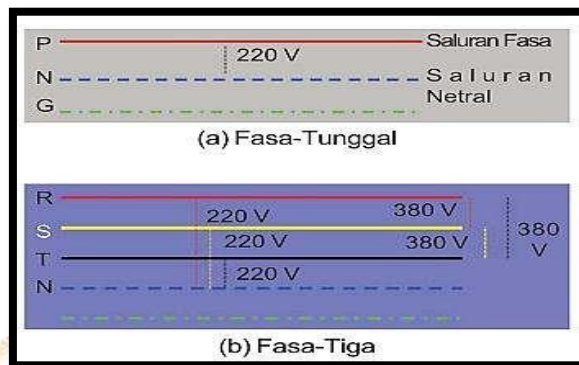 P Saluran Fasa
220 V
N Saluran
Netral
G
(a) Fasa-Tunggal
R
220 V 380 V
S
220 V 380 V 380
V
T
220 V
N
(b) Fasa-Tiga